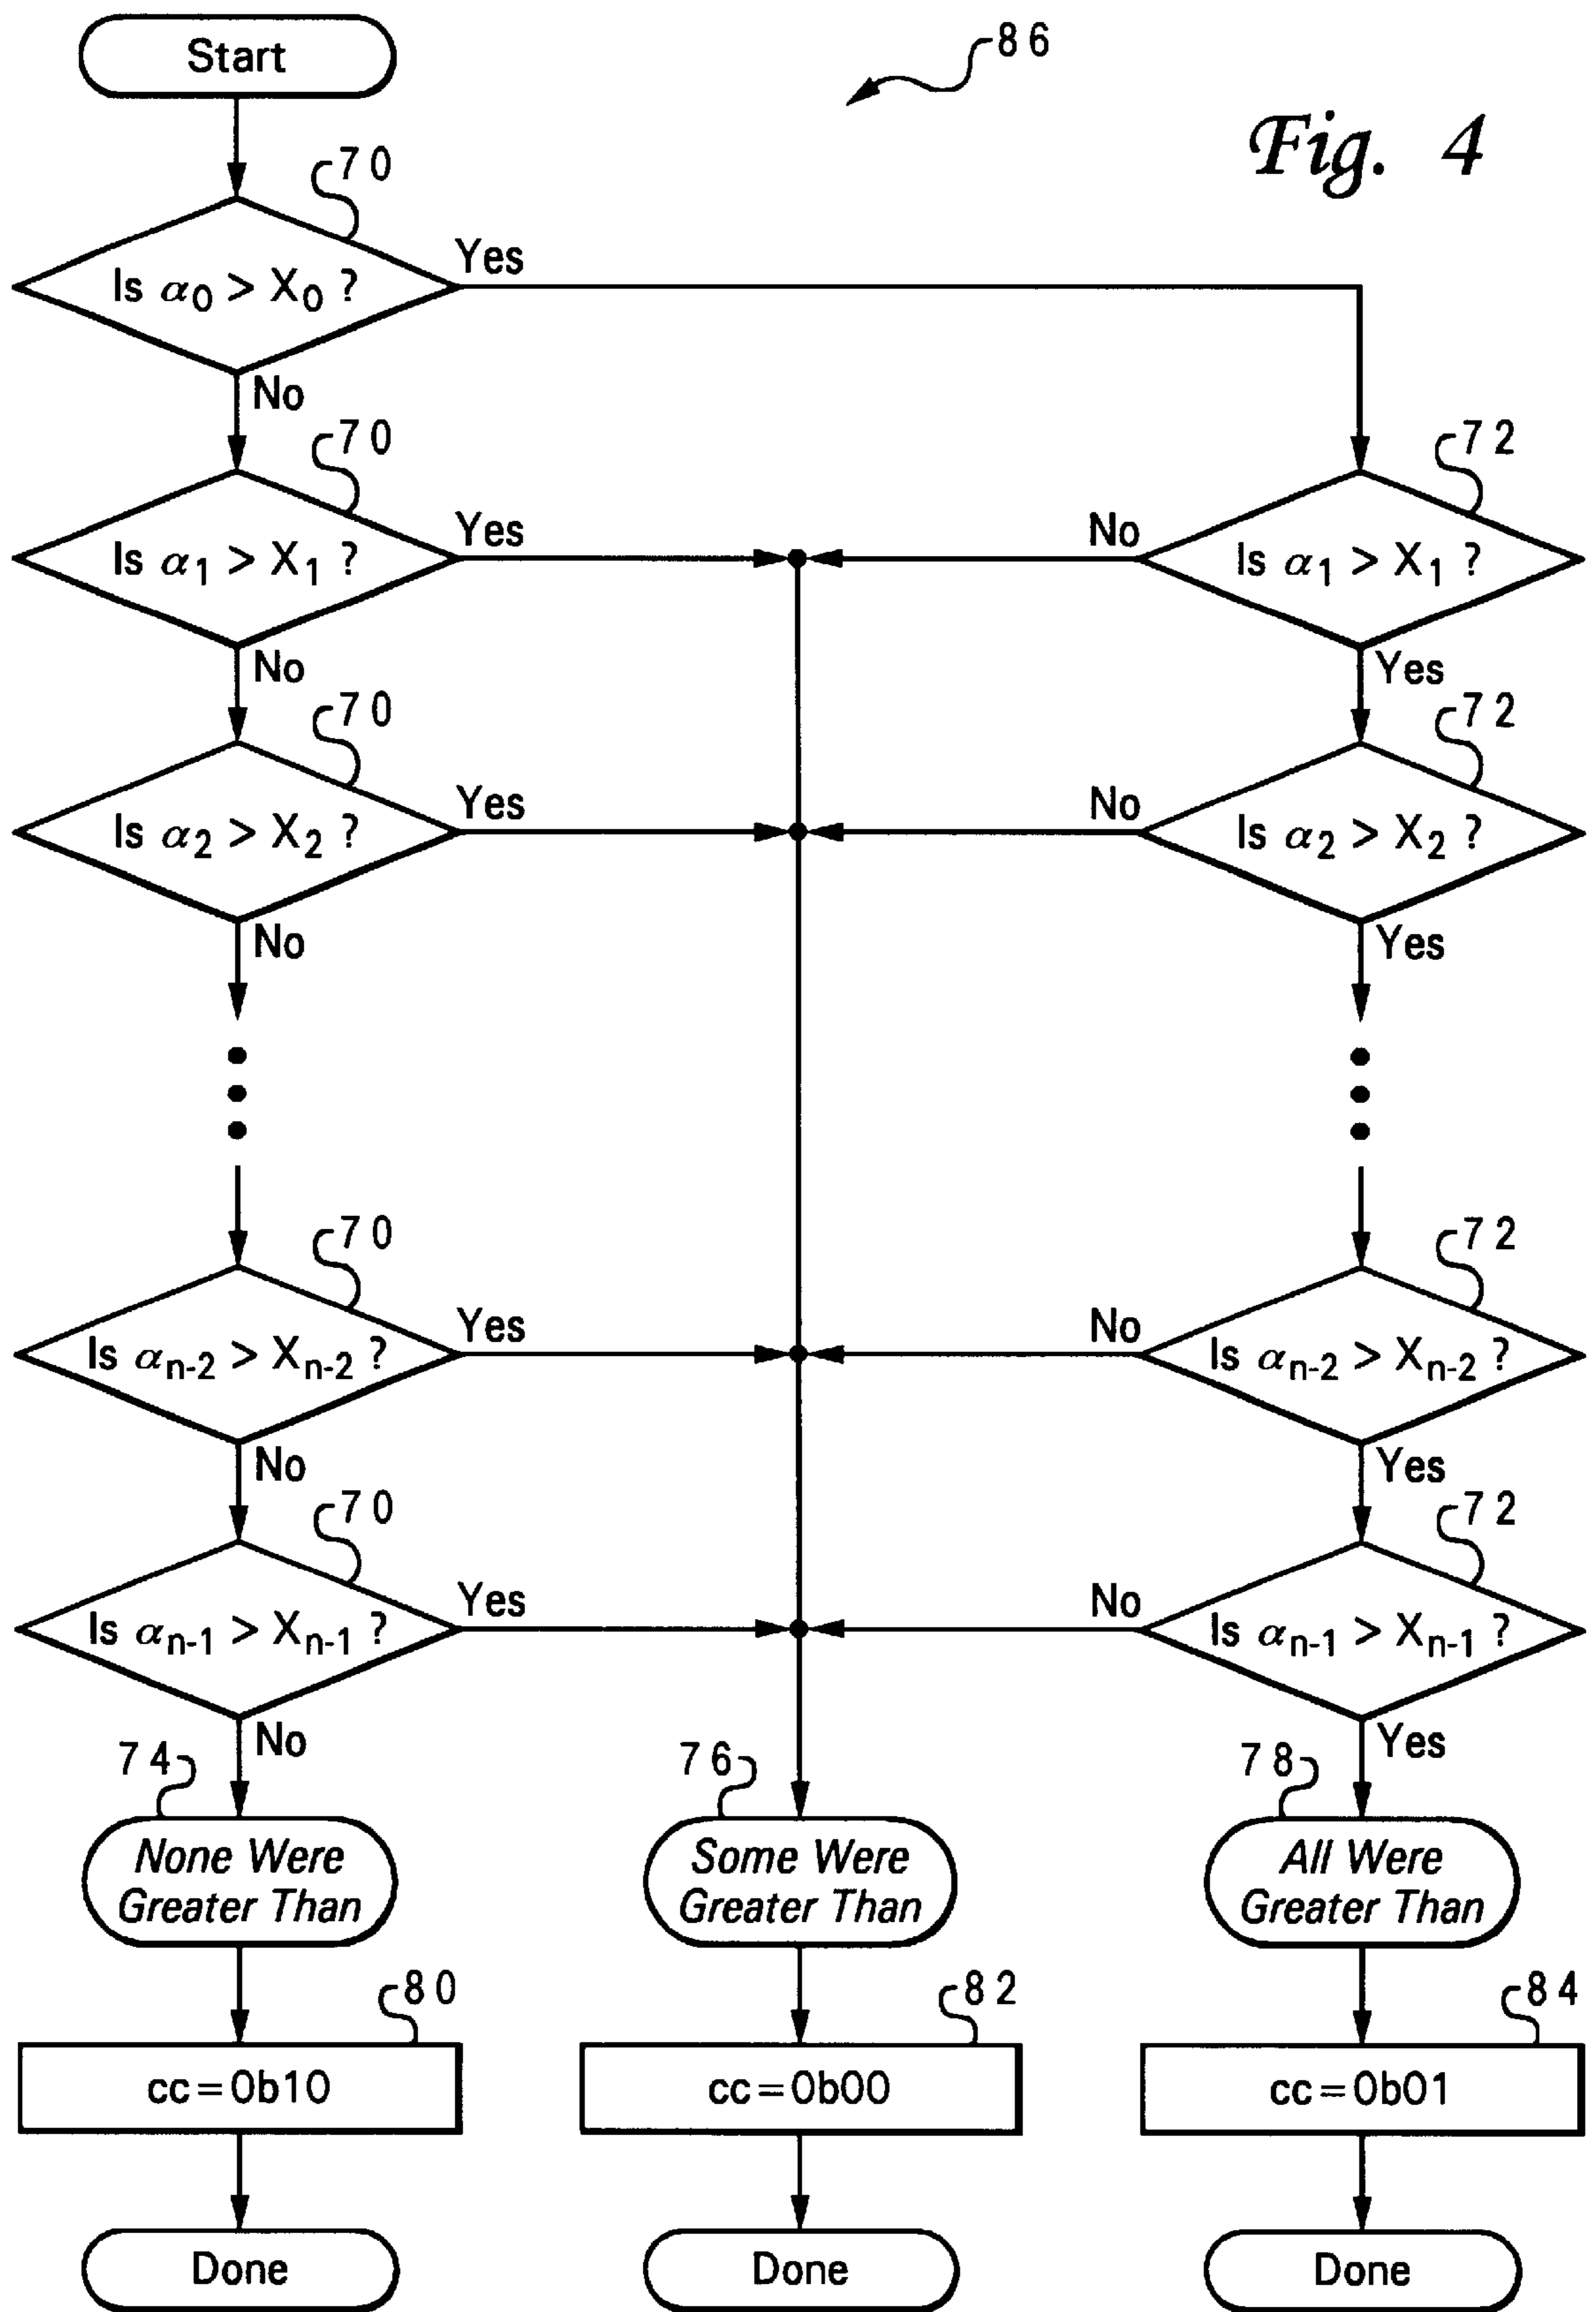 Start
86
Fig. 4
70
Is α0 > X0 ?
Yes
No
70
72
Is α1 > X1 ?
Yes
No
Is α1 > X1 ?
No
Yes
70
72
Is α2 > X2 ?
Yes
No
Is α2 > X2 ?
No
Yes
70
72
Is αn-2 > Xn-2 ?
Yes
No
Is αn-2 > Xn-2 ?
No
Yes
70
72
Is αn-1 > Xn-1 ?
Yes
No
Is αn-1 > Xn-1 ?
No
Yes
74
76
78
None Were
Greater Than
Some Were
Greater Than
All Were
Greater Than
80
82
84
cc=0b10
cc=0b00
cc=0b01
Done
Done
Done